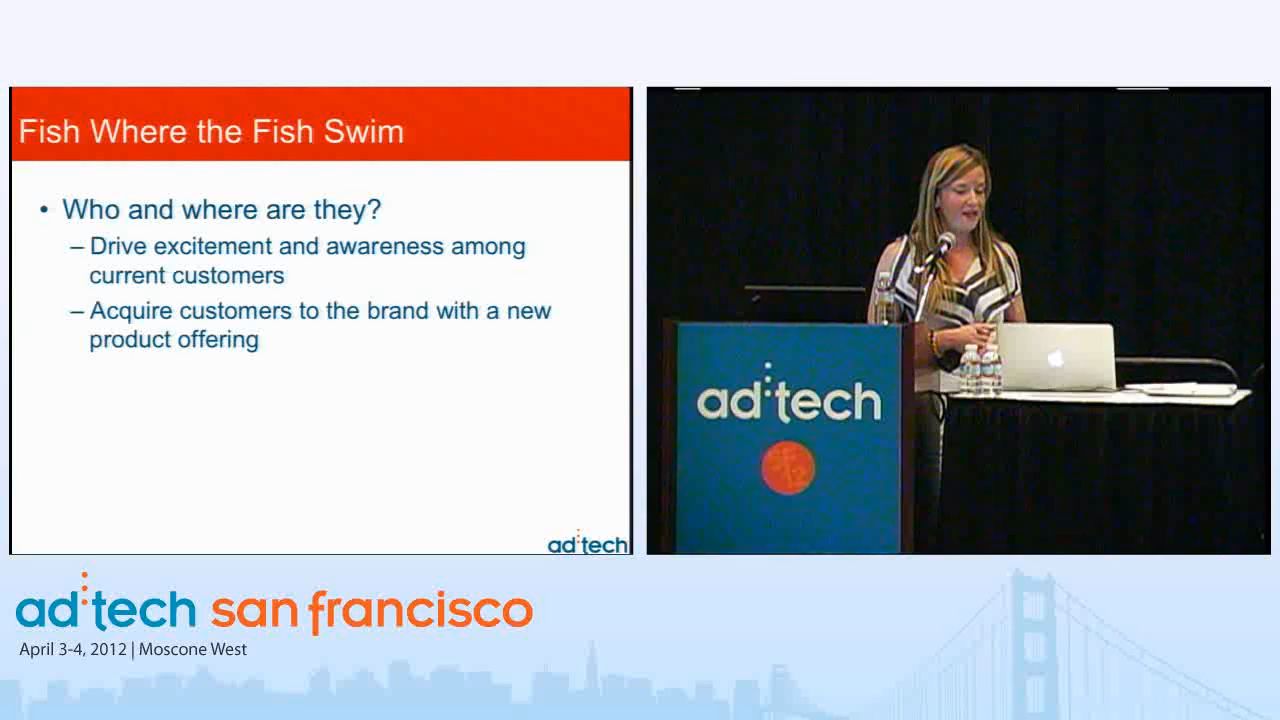 Fish Where the Fish Swim
• Who and where are they?
– Drive excitement and awareness among
current customers
– Acquire customers to the brand with a new
product offering
ad:tech
ad:tech
ad:tech san francisco
April 3-4, 2012 | Moscone West